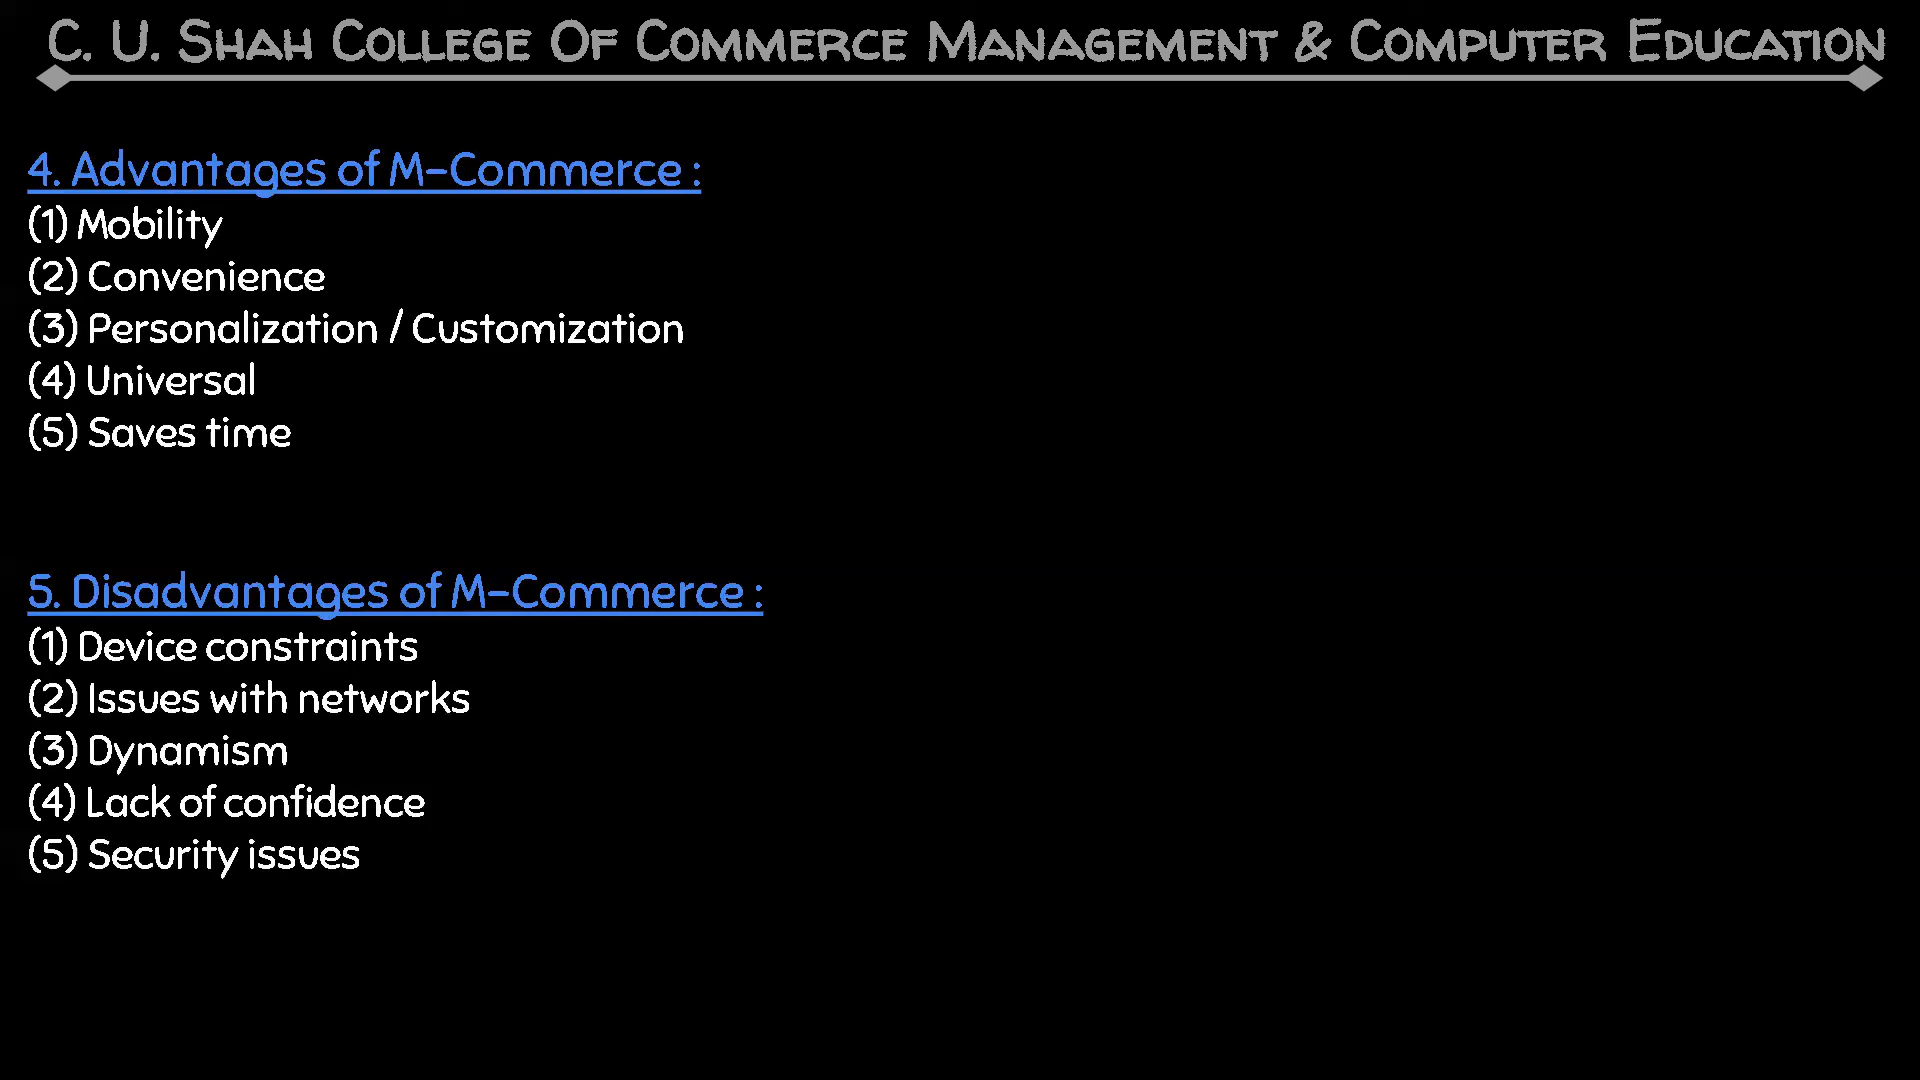 C. U. Shah College Of Commerce Management & Computer Education
4. Advantages of M-Commerce :
(1) Mobility
(2) Convenience
(3) Personalization / Customization
(4) Universal
(5) Saves time
5. Disadvantages of M-Commerce :
(1) Device constraints
(2) Issues with networks
(3) Dynamism
(4) Lack of confidence
(5) Security issues